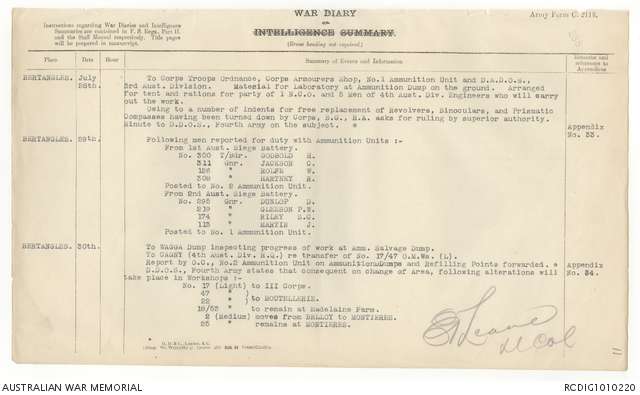 WAR DIARY
or
INTELLIGENCE SUMMARY.
(Erase heading not required.)
Army Form C. 2118.
Instructions regarding War Diaries and Intelligence
Summaries are contained in F. S. Regs., Part II.
and the Staff Manual respectively. Title pages
will be prepared in manuscript.
Place Date Hour Summary of Events and Information Remarks and references to Appendices
BERTANGLES. July 28th. To Corps Troops Ordnance, Corps Armourers Shop, No.1 Ammunition Unit and D.A.D.O.S.,
3rd Aust. Division. Material for Laboratory at Ammunition Dump on the ground. Arranged
for tent and rations for party of 1 N.C.O. and 5 Men of 4th Aust. Div. Engineers who will carry
out the work.
Owing to a number of indents for free replacement of Revolvers, Binoculars, and Prismatic
Compasses having been turned down by Corps, B.G., H.A. asks for ruling by superior authority.
Minute to D.D.O.S., Fourth Army on the subject. Appendix No. 33.
BERTANGLES. 29th. Following men reported for duty with Ammunition Units :-
From 1st Aust. Siege Battery.
No. 300 T/Bdr. GODBOLD H.
311 Gnr. JACKSON C.
126 " ROLFE W.
308 " HARTNEY H.
Posted to No. 2 Ammunition Unit.
From 2nd Aust. Siege Battery.
No. 295 Gnr. DUNLOP D.
219 " GLEESON P.W.
174 " RILEY E.G.
113 " MARTIN J.
Posted to No. 1 Ammunition Unit.
BERTANGLES. 30th. To WAGGA Dump inspecting progress of work at Amm. Salvage Dump.
To CAGNY (4th Aust. Div. H.Q.) re transfer of No. 17/47 O.M.Ws. (L).
Report by O.C., No.2 Ammunition Unit on Ammunition Dumps and Refilling Points forwarded. Appendix No. 34.
D.D.O.S., Fourth Army states that consequent on change of Area, following alterations will
take place in Workshops :-
No. 17 (Light) to III Corps.
47 " )
22 " ) to BOUTELLERIE.
18/53 " to remain at Madelaine Farm.
2 (Medium) moves from BELLOY to MONTIERES.
25 " remains at MONTIERES.
Lt Col
11
D. D. & L., London, E.C.
AUSTRALIAN WAR MEMORIAL
RCDIG1010220